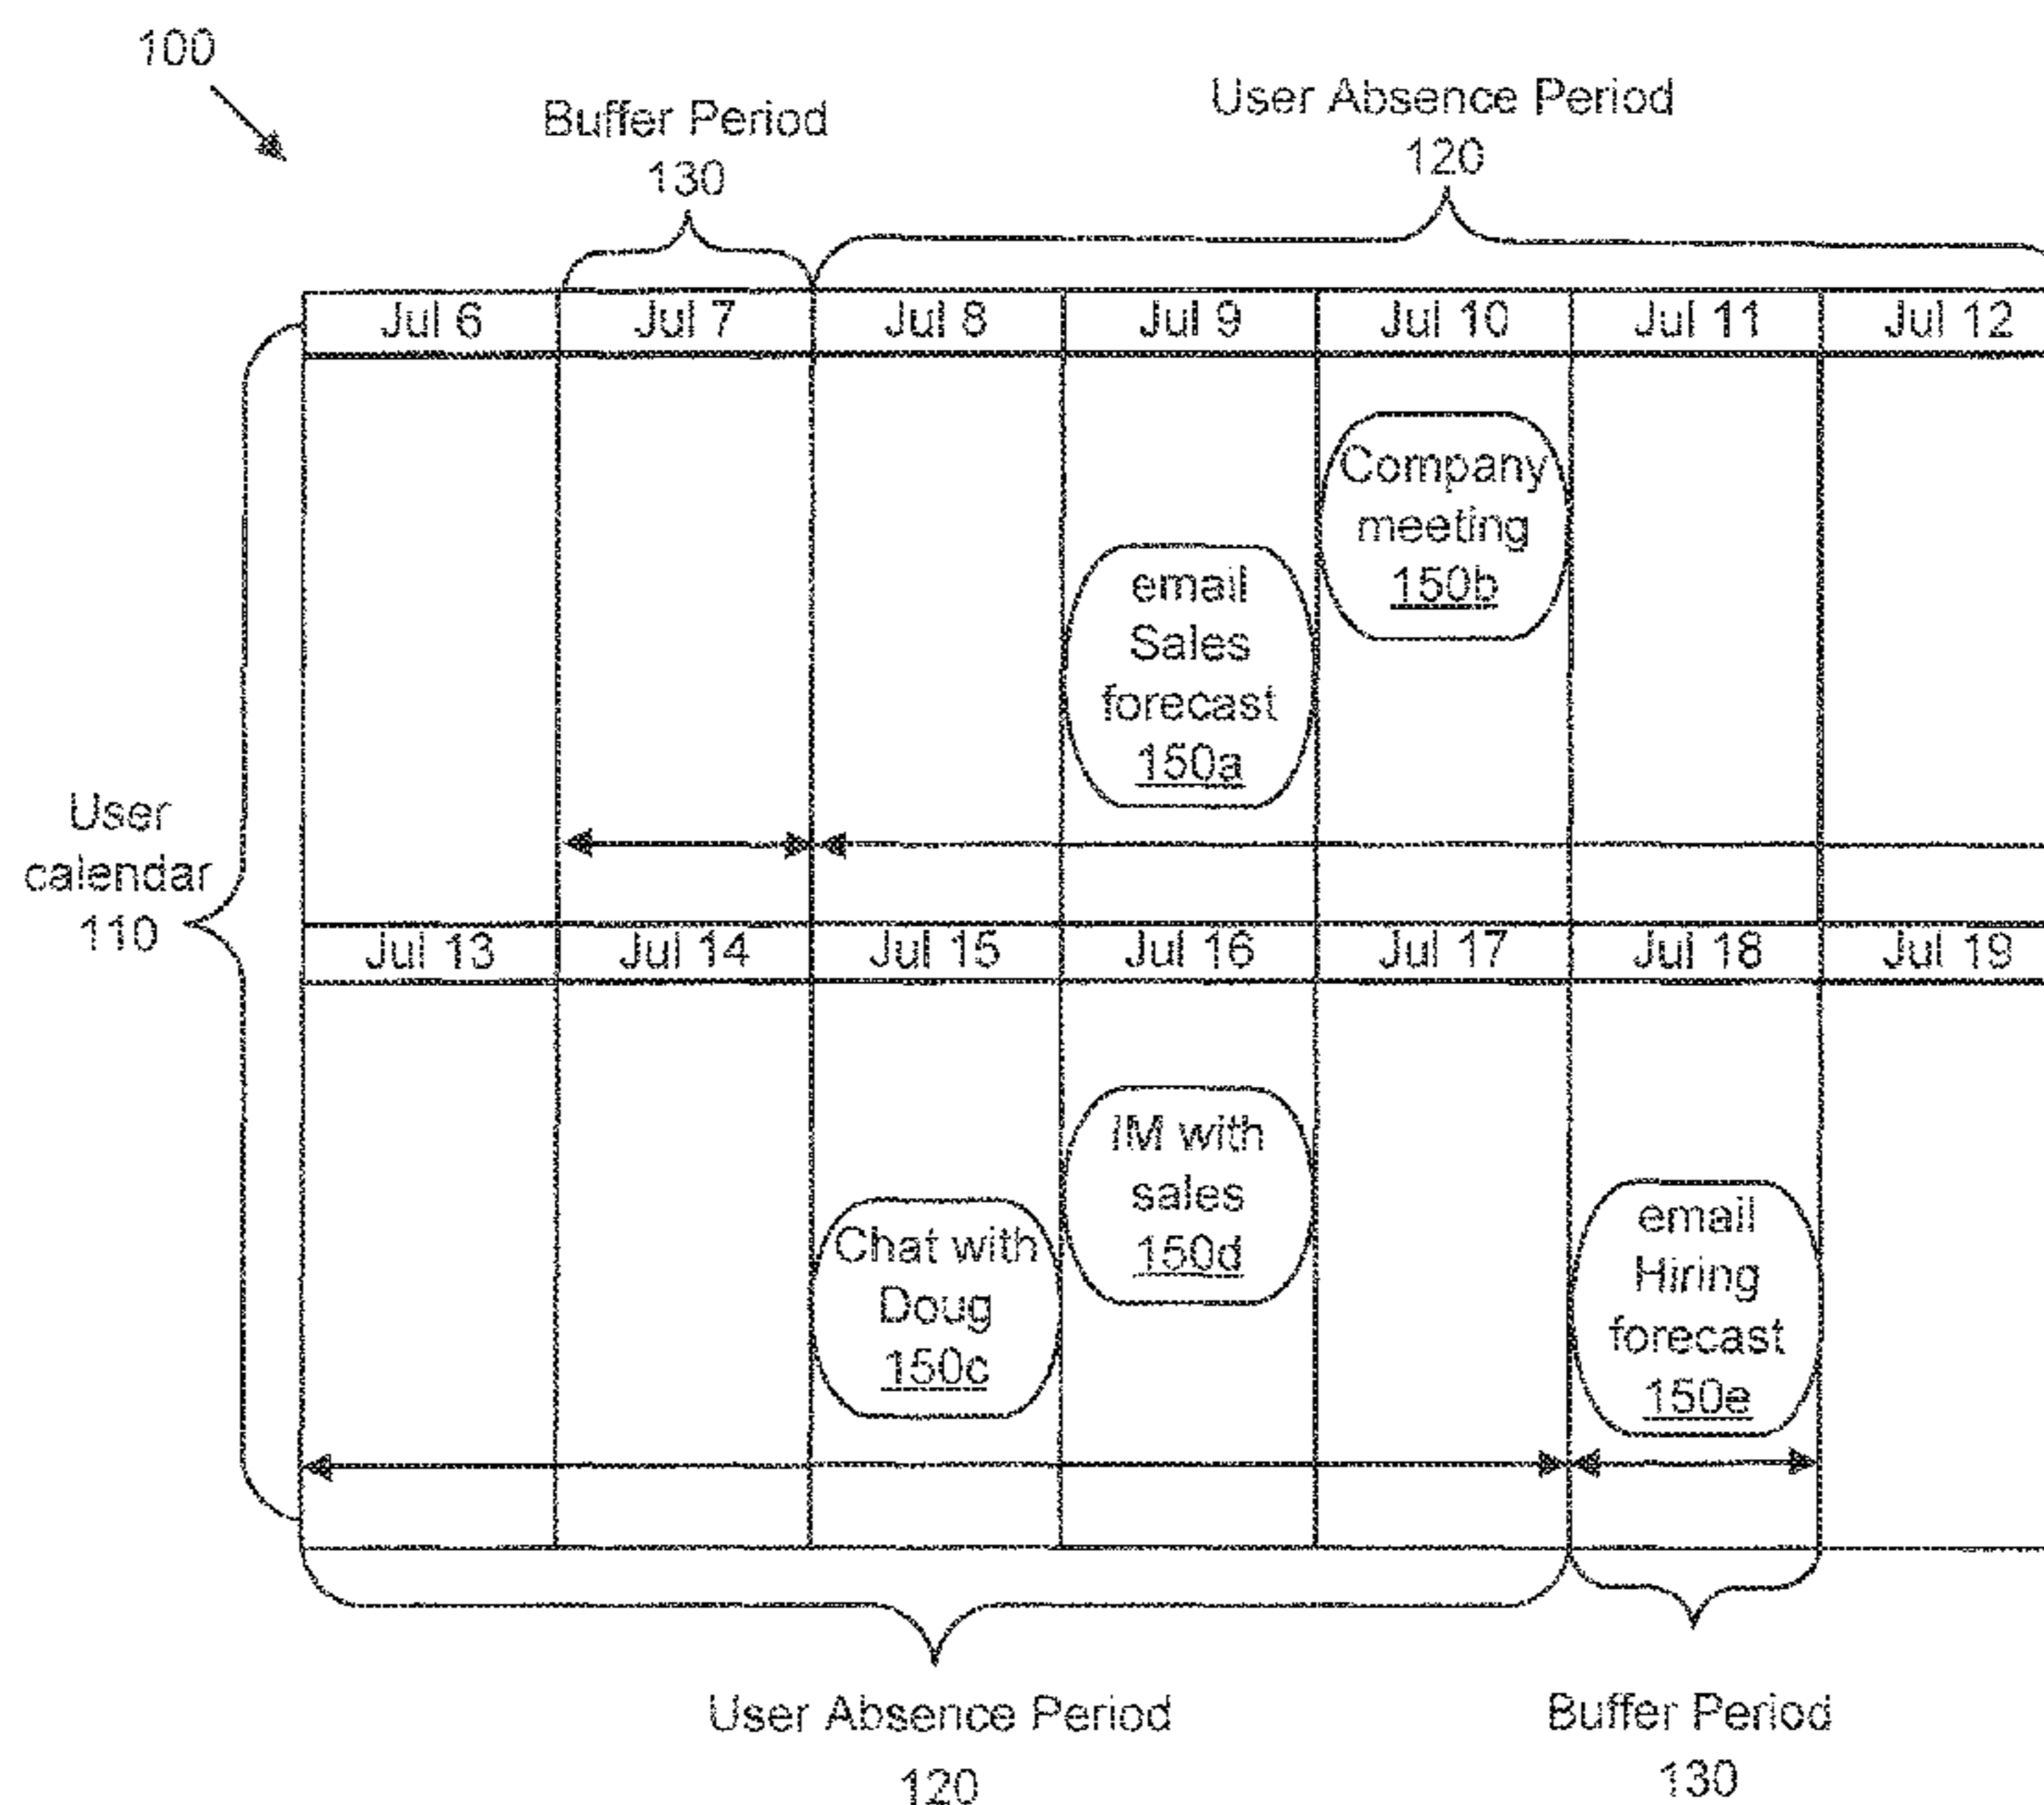 100
Buffer Period
130
User Absence Period
120
Jul 6 Jul 7 Jul 8 Jul 9 Jul 10 Jul 11 Jul 12
Company
meeting
150b
email
Sales
forecast
150a
User
calendar
110
Jul 13 Jul 14 Jul 15 Jul 16 Jul 17 Jul 18 Jul 19
IM with
sales
150d
Chat with
Doug
150c
email
Hiring
forecast
150e
User Absence Period
120
Buffer Period
130